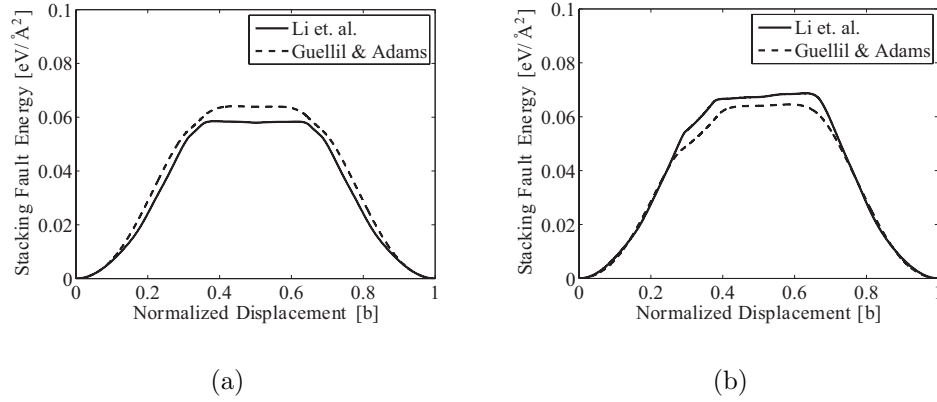 Stacking Fault Energy [eV/Å²]
0.1
0.08
0.06
0.04
0.02
0
0
0.2
0.4
0.6
0.8
1
Normalized Displacement [b]
Li et. al.
Guellil & Adams
(a)
Stacking Fault Energy [eV/Å²]
0.1
0.08
0.06
0.04
0.02
0
0
0.2
0.4
0.6
0.8
1
Normalized Displacement [b]
Li et. al.
Guellil & Adams
(b)